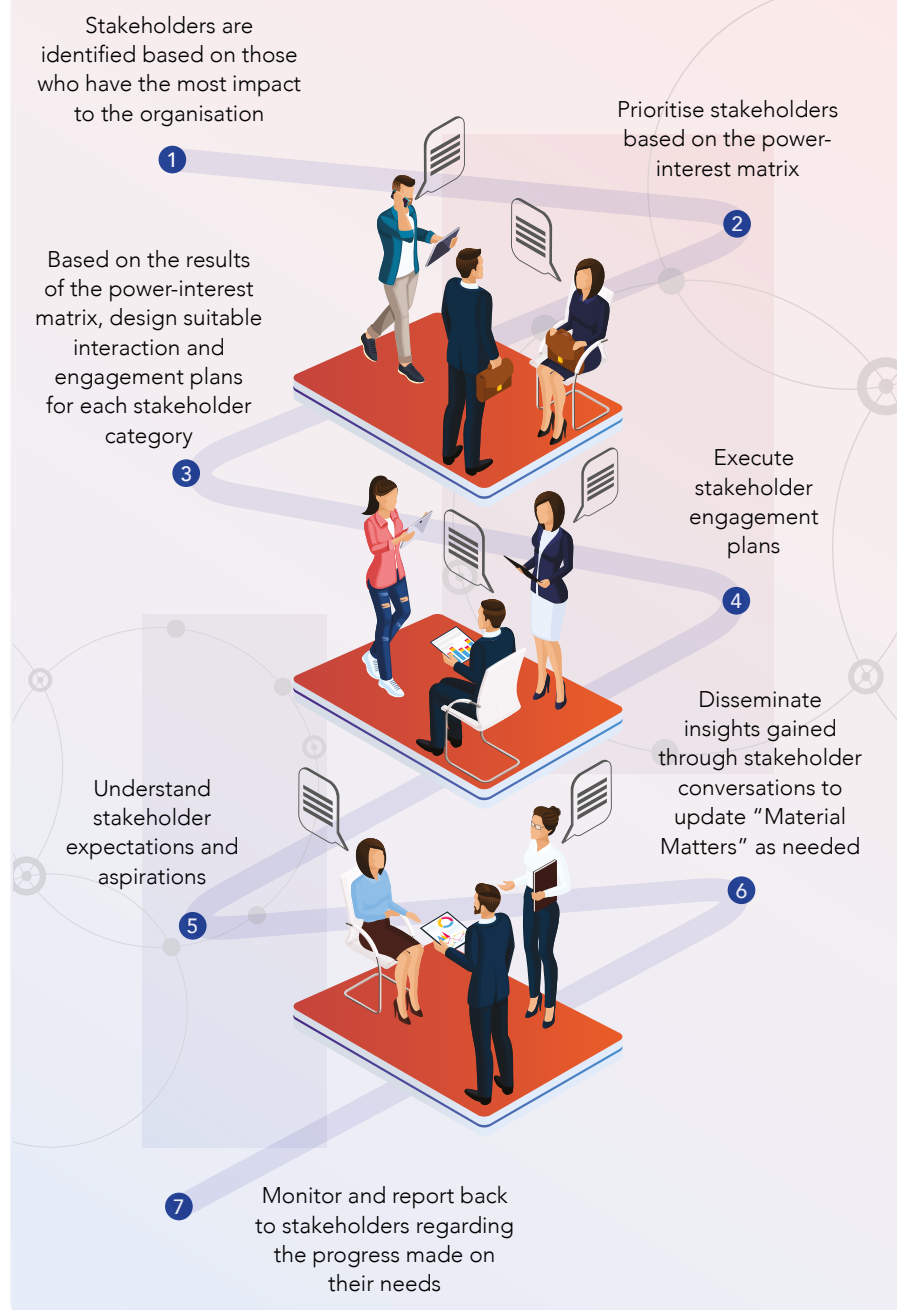 Stakeholders are
identified based on those
who have the most impact
to the organisation
1
Prioritise stakeholders
based on the power-
interest matrix
2
Based on the results
of the power-interest
matrix, design suitable
interaction and
engagement plans
for each stakeholder
category
3
Execute
stakeholder
engagement
plans
4
Understand
stakeholder
expectations and
aspirations
5
Disseminate
insights gained
through stakeholder
conversations to
update “Material
Matters” as needed
6
7
Monitor and report back
to stakeholders regarding
the progress made on
their needs